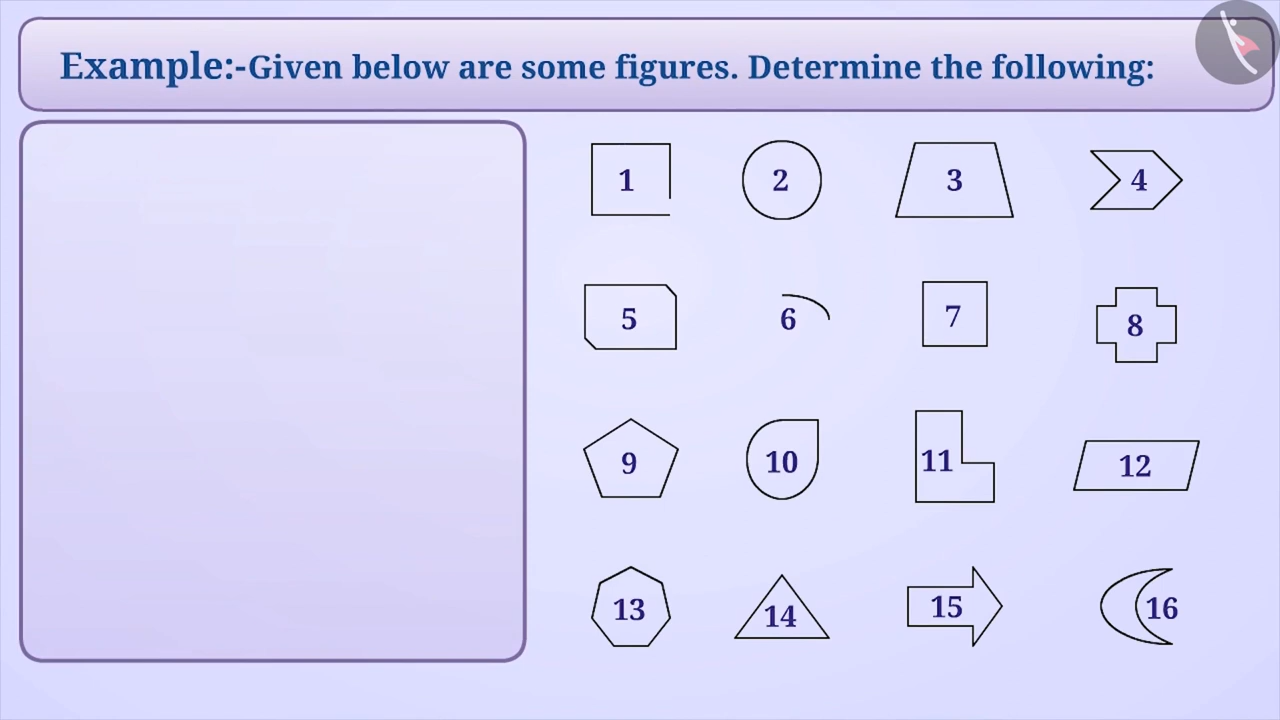 Example:-Given below are some figures. Determine the following:
1 2 3 4
5 6 7 8
9 10 11 12
13 14 15 16